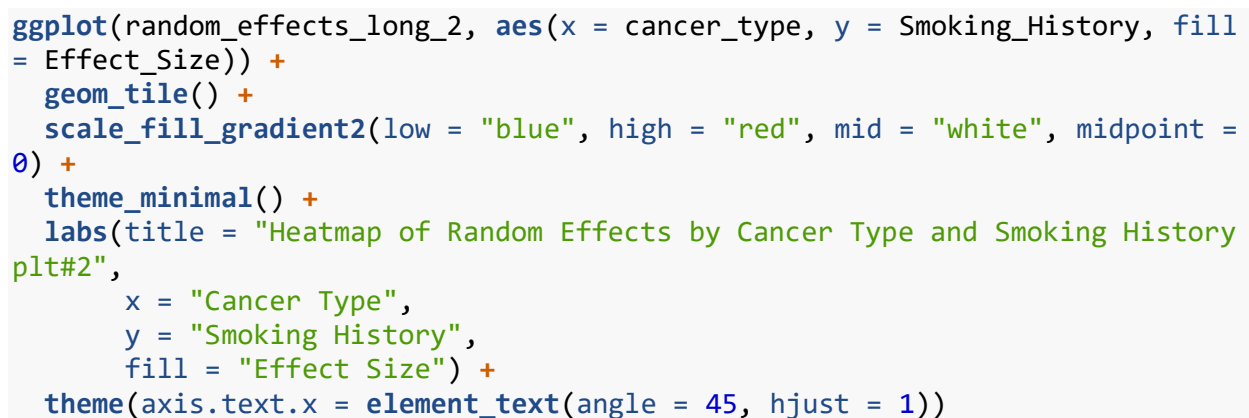 ggplot(random_effects_long_2, aes(x = cancer_type, y = Smoking_History, fill
= Effect_Size)) +
  geom_tile() +
  scale_fill_gradient2(low = "blue", high = "red", mid = "white", midpoint =
0) +
  theme_minimal() +
  labs(title = "Heatmap of Random Effects by Cancer Type and Smoking History
plt#2",
       x = "Cancer Type",
       y = "Smoking History",
       fill = "Effect Size") +
  theme(axis.text.x = element_text(angle = 45, hjust = 1))